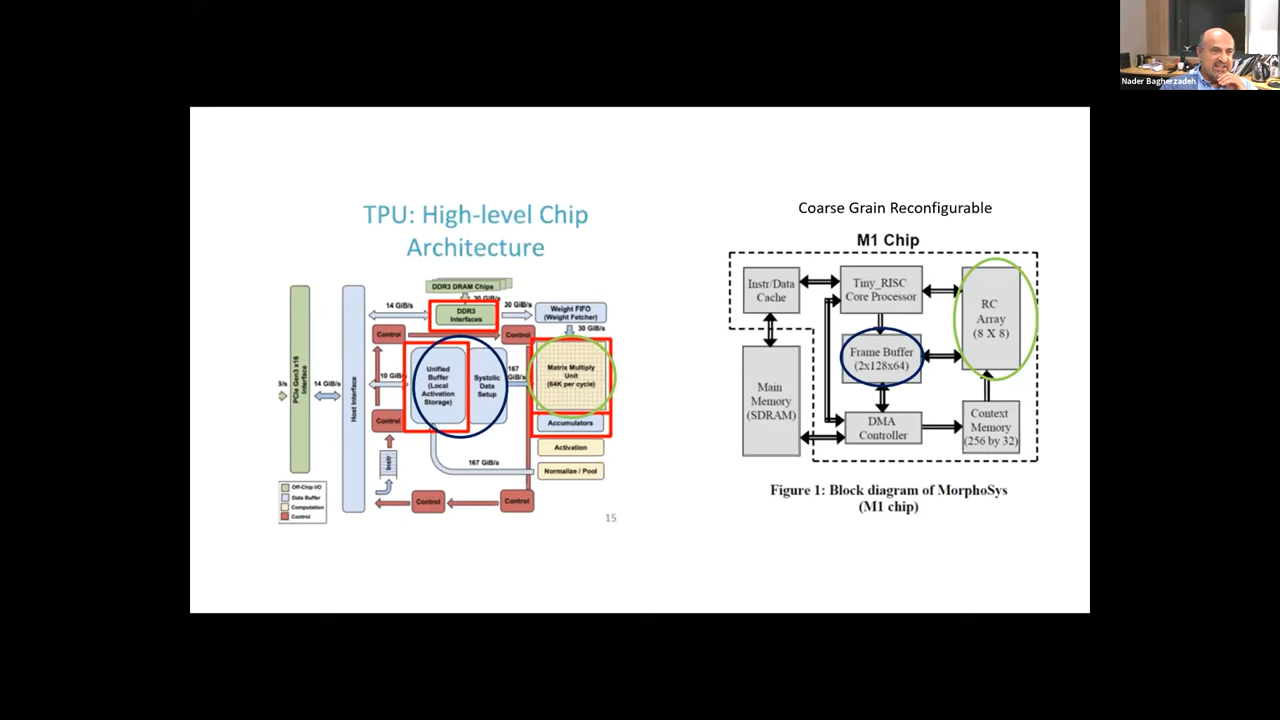 Nader Bagherzadeh
TPU: High-level Chip
Architecture
DDR3 DRAM Chips
30 GiB/s
14 GiB/s
DDR3
Interfaces
30 GiB/s
Weight FIFO
(Weight Fetcher)
30 GiB/s
Control
Control
PCIe Gen3 x16
Interface
14 GiB/s
Host Interface
10 GiB/s
Unified
Buffer
(Local
Activation
Storage)
Systolic
Data
Setup
167
GiB/s
Matrix Multiply
Unit
(64K per cycle)
Control
Accumulators
Activation
Instr
167 GiB/s
Normalize / Pool
Control
Control
Off-Chip I/O
Data Buffer
Computation
Control
15
Coarse Grain Reconfigurable
M1 Chip
Instr/Data
Cache
Tiny_RISC
Core Processor
RC
Array
(8 X 8)
Frame Buffer
(2x128x64)
Main
Memory
(SDRAM)
DMA
Controller
Context
Memory
(256 by 32)
Figure 1: Block diagram of MorphoSys
(M1 chip)